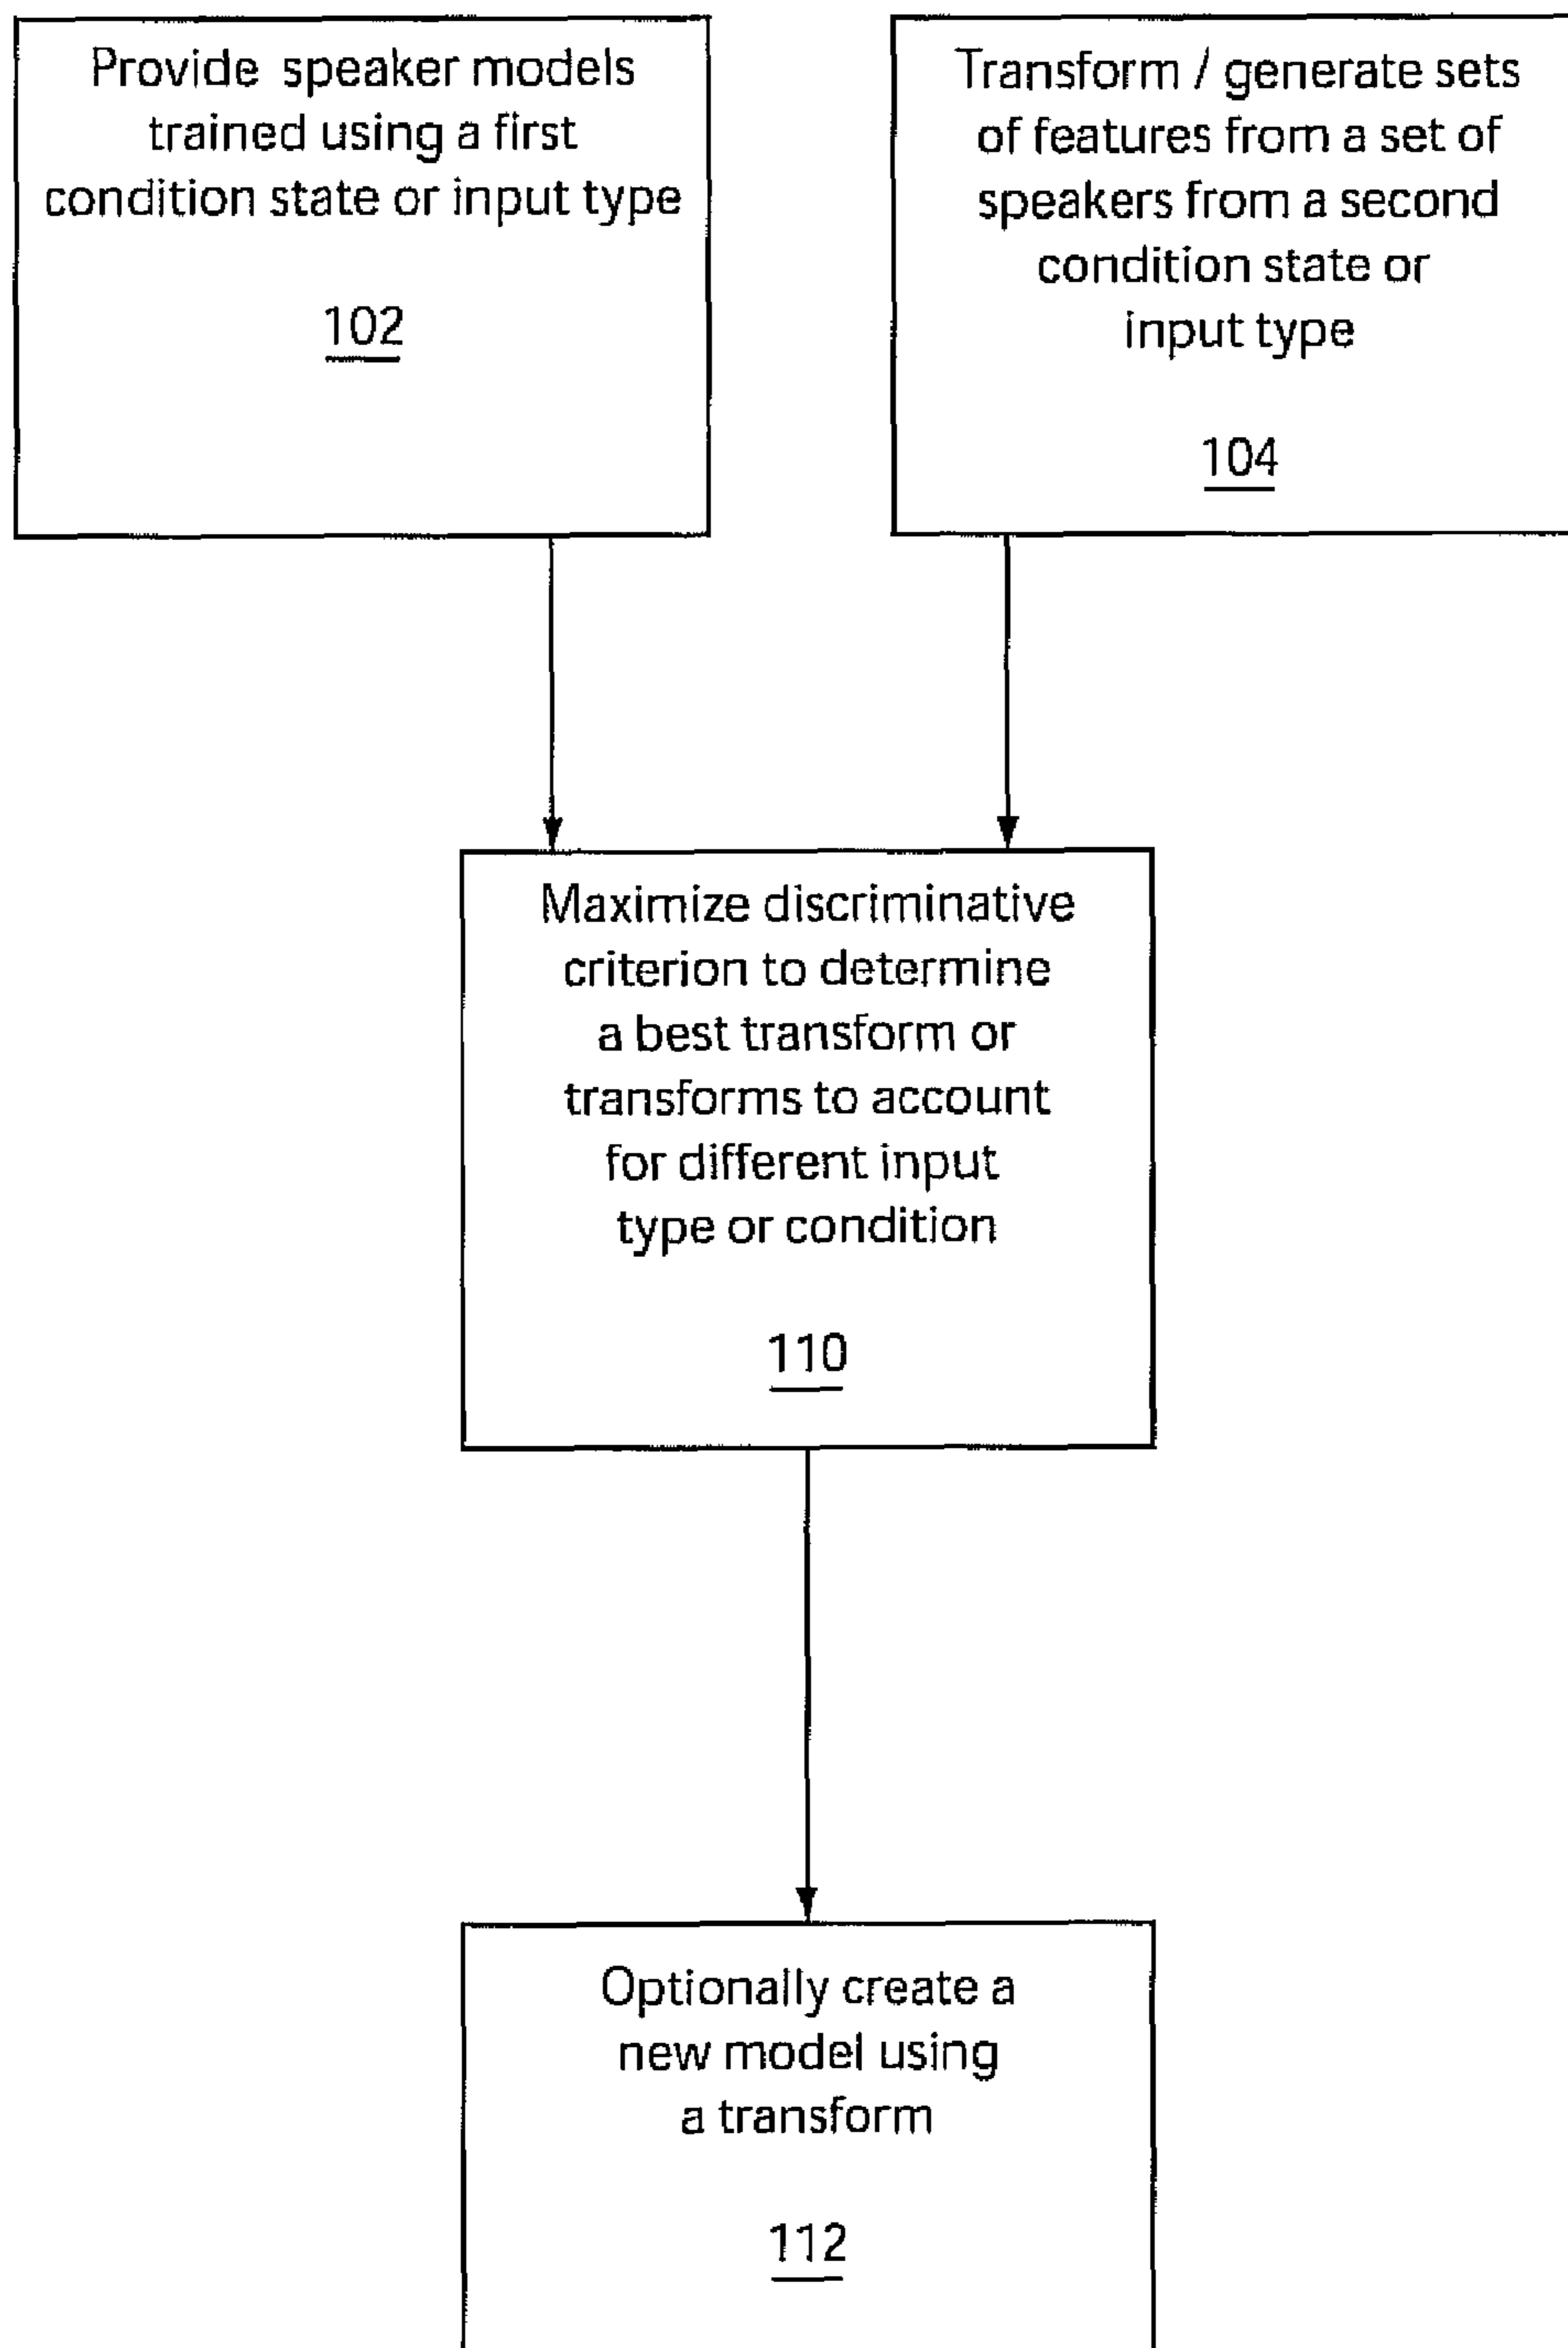 Provide speaker models
trained using a first
condition state or input type
102
Transform / generate sets
of features from a set of
speakers from a second
condition state or
input type
104
Maximize discriminative
criterion to determine
a best transform or
transforms to account
for different input
type or condition
110
Optionally create a
new model using
a transform
112